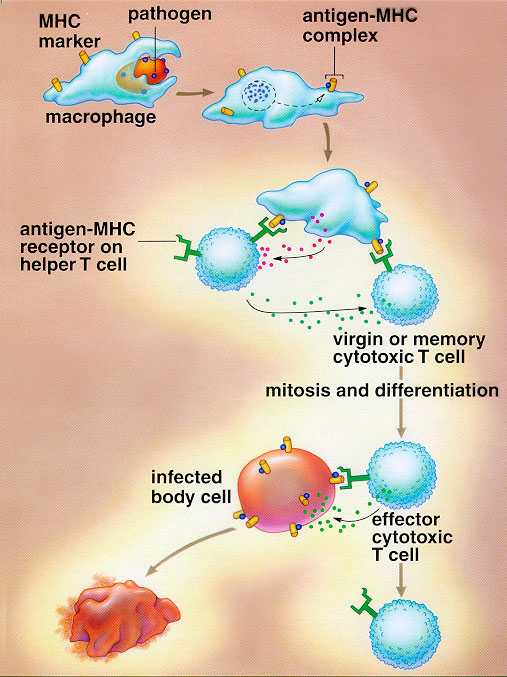 MHC
marker
pathogen
antigen-MHC
complex
macrophage
antigen-MHC
receptor on
helper T cell
virgin or memory
cytotoxic T cell
mitosis and differentiation
infected
body cell
effector
cytotoxic
T cell